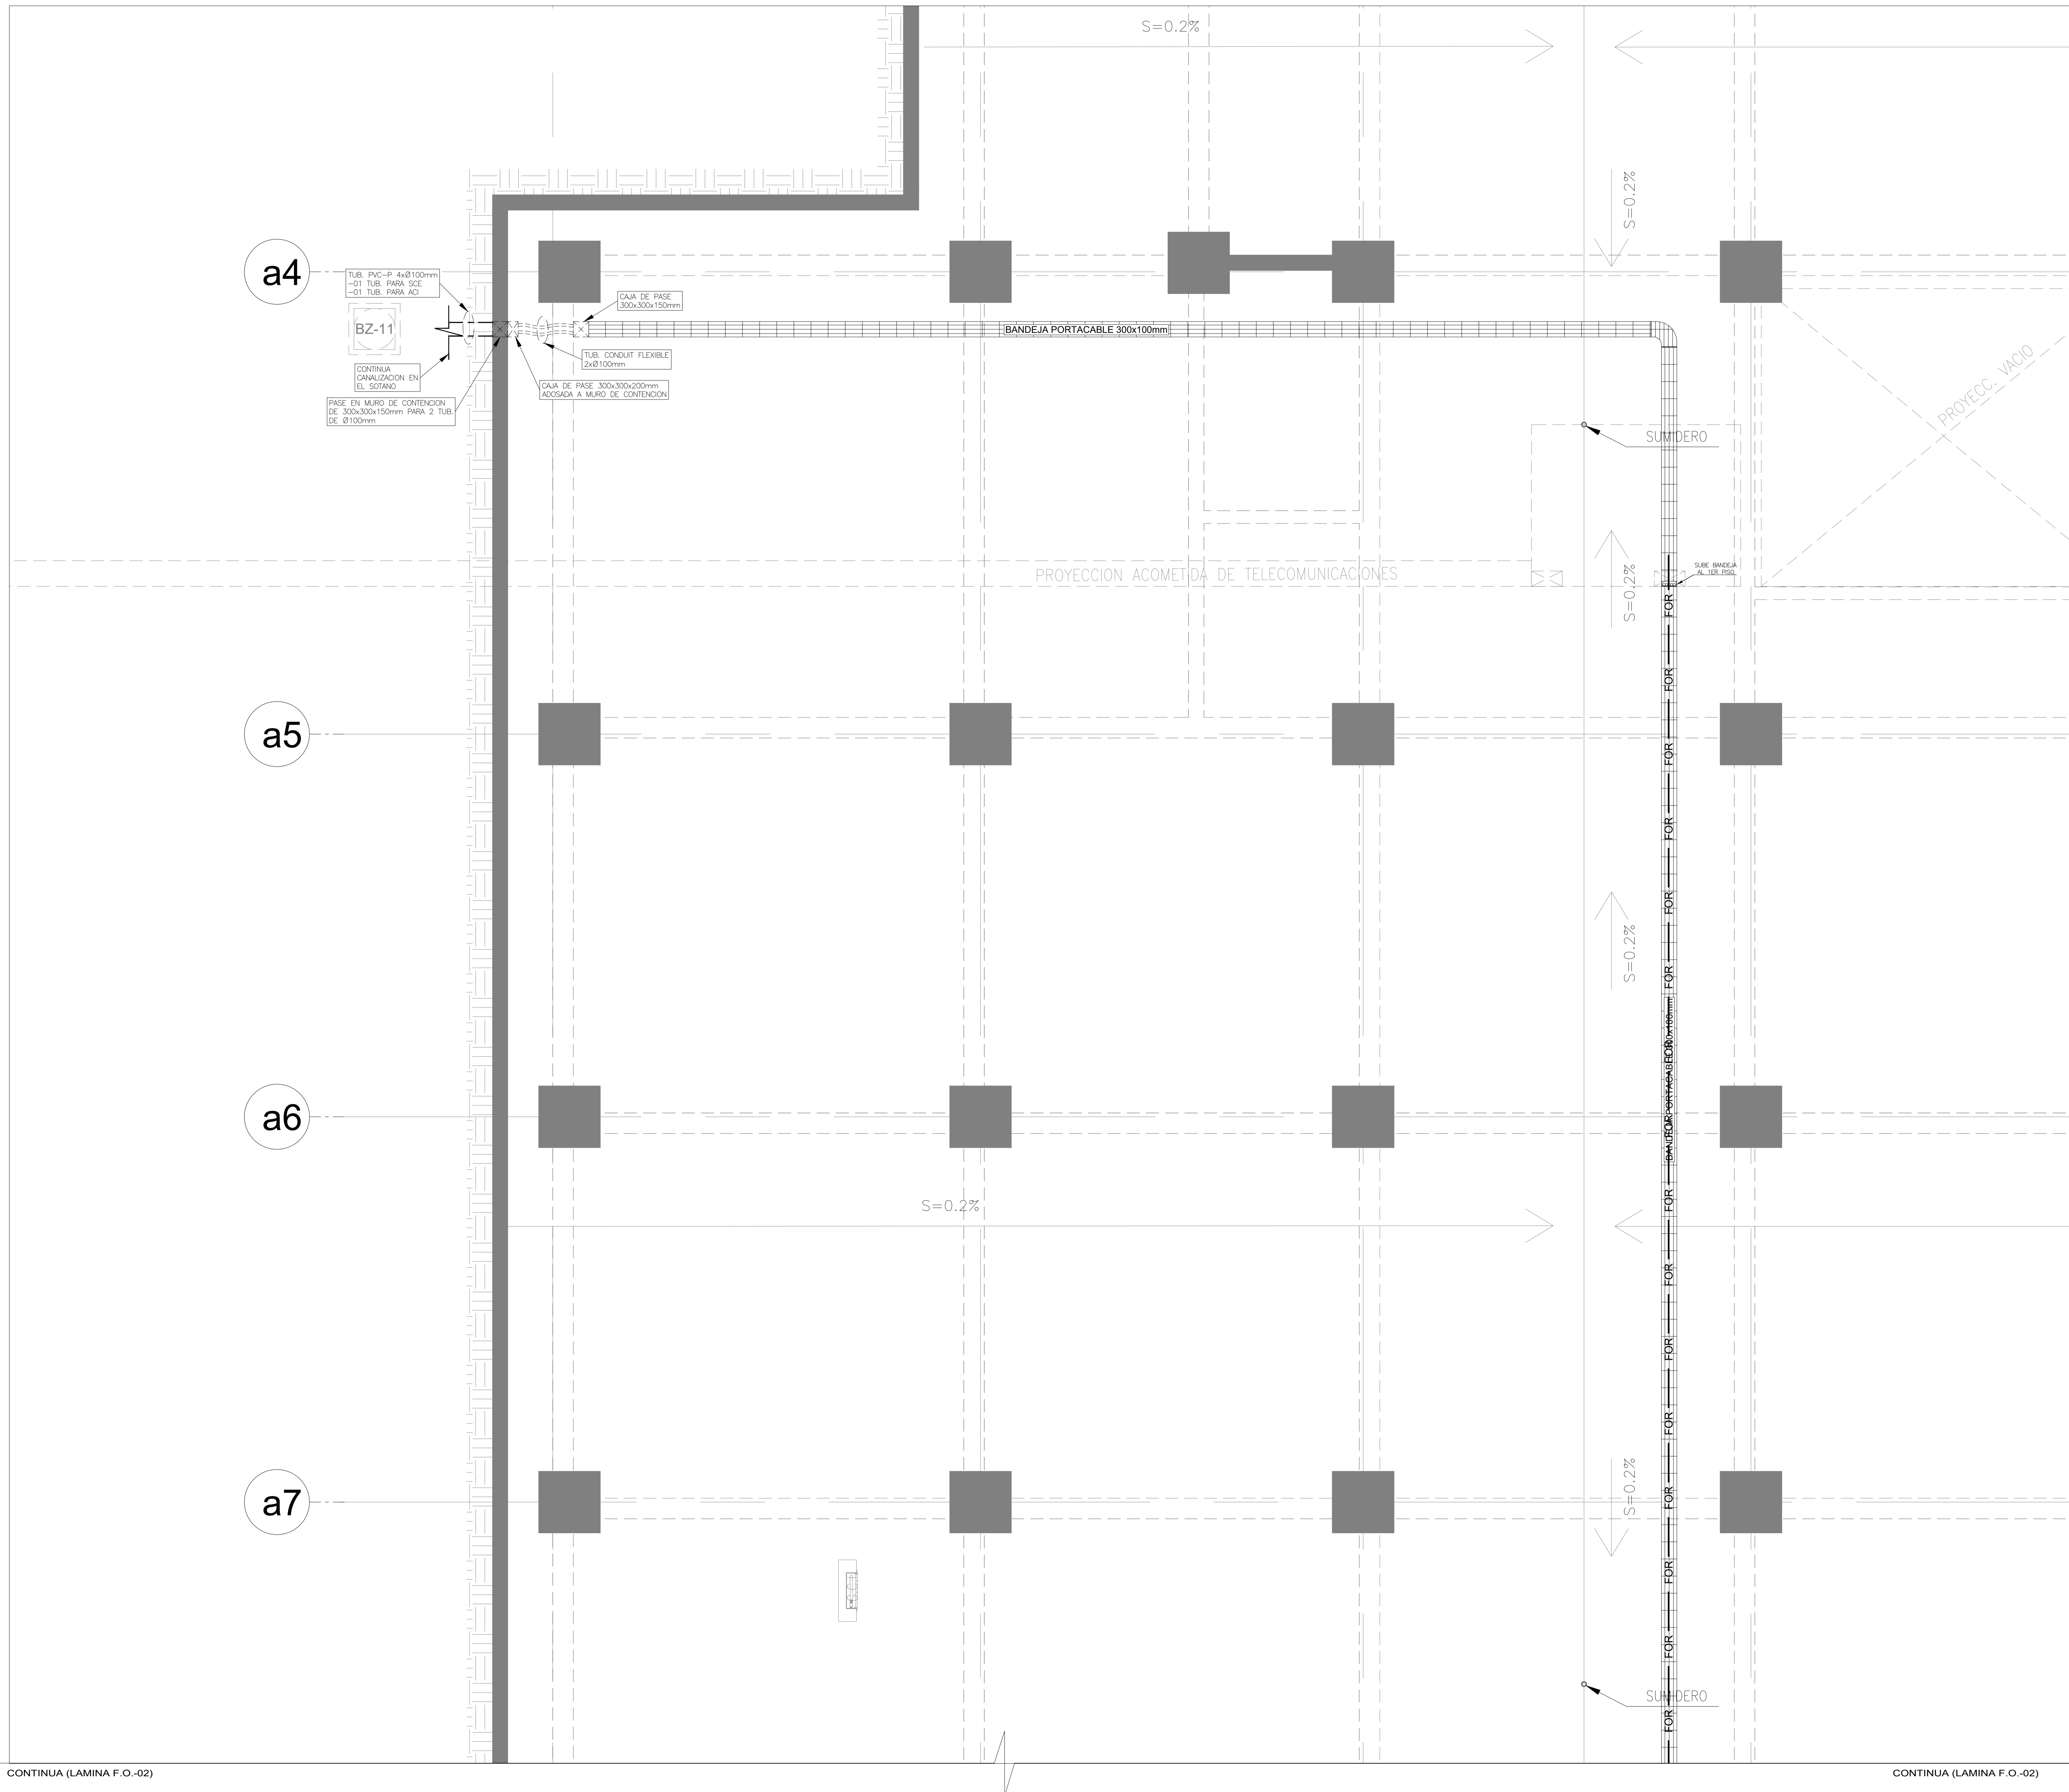 S=0.2%
S=0.2%
a4
TUB. PVC-P 4xØ100mm
-01 TUB. PARA SCE
-01 TUB. PARA ACI
CAJA DE PASE
300x300x150mm
BZ-11
BANDEJA PORTACABLE 300x100mm
TUB. CONDUIT FLEXIBLE
2xØ100mm
CONTINUA
CANALIZACION EN
EL SOTANO
CAJA DE PASE 300x300x200mm
ADOSADA A MURO DE CONTENCION
PASE EN MURO DE CONTENCION
DE 300x300x150mm PARA 2 TUB.
DE Ø100mm
PROYECC. VACIO
SUMIDERO
PROYECCION ACOMETIDA DE TELECOMUNICACIONES
S=0.2%
SUBE BANDEJA
AL 1ER PISO
FOR
FOR
a5
FOR
FOR
FOR
S=0.2%
FOR
BANDEJA PORTACABLE 300x100mm
FOR
a6
FOR
FOR
S=0.2%
FOR
FOR
FOR
S=0.2%
a7
FOR
FOR
FOR
SUMIDERO
FOR
CONTINUA (LAMINA F.O.-02)
CONTINUA (LAMINA F.O.-02)